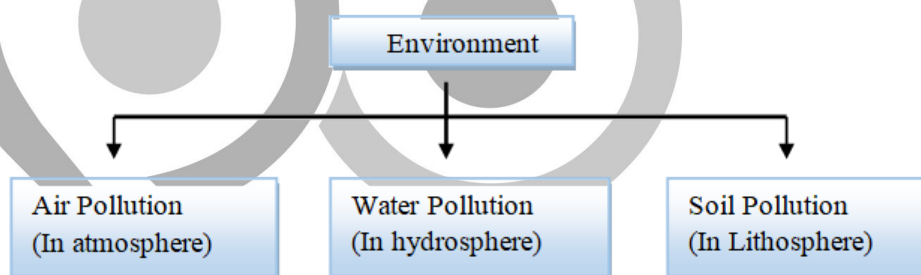 Environment
Air Pollution
(In atmosphere)
Water Pollution
(In hydrosphere)
Soil Pollution
(In Lithosphere)